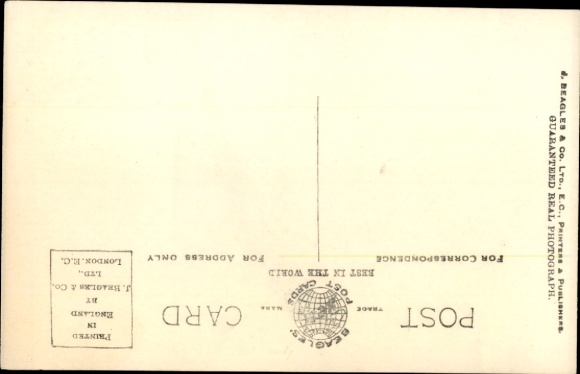 POST CARD
TRADE MARK
BEAGLES' POST CARDS
BEST IN THE WORLD
FOR CORRESPONDENCE
FOR ADDRESS ONLY
PRINTED
IN
ENGLAND
BY
J. BEAGLES & Co.
LTD.,
LONDON. E.C.
J. BEAGLES & Co. LTD., E.C., PRINTERS & PUBLISHERS.
GUARANTEED REAL PHOTOGRAPH.